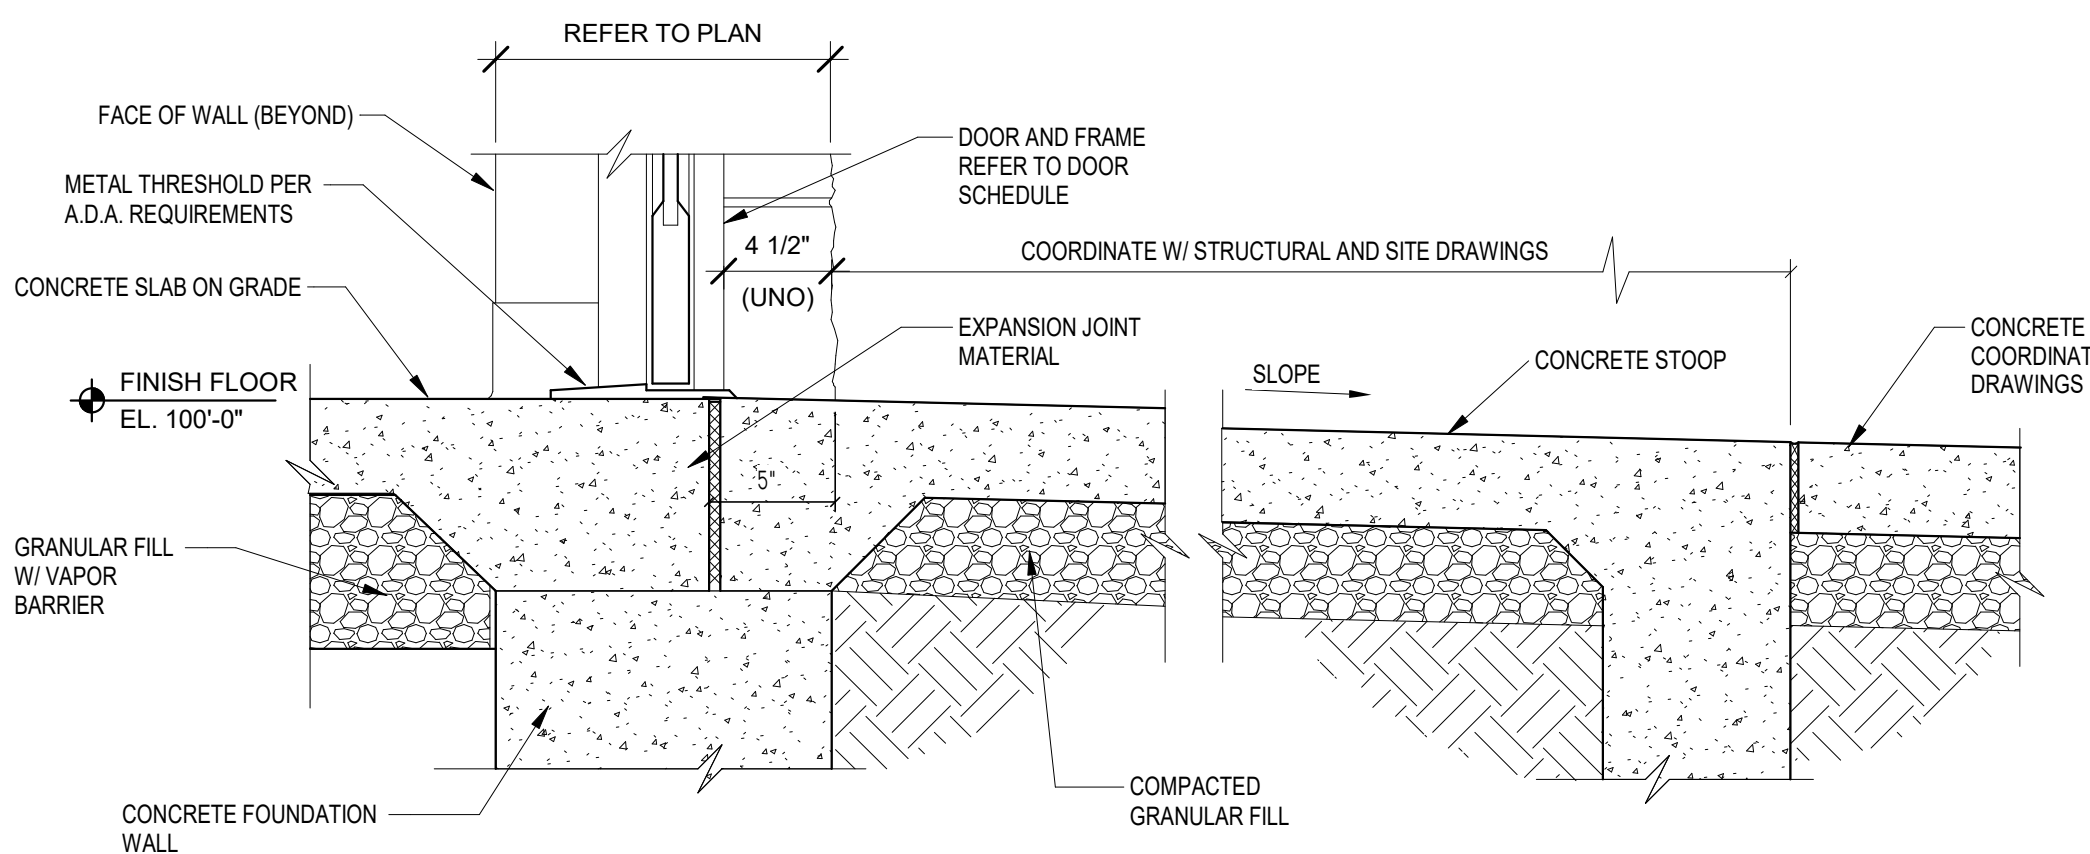 REFER TO PLAN
FACE OF WALL (BEYOND)
METAL THRESHOLD PER
A.D.A. REQUIREMENTS
CONCRETE SLAB ON GRADE
FINISH FLOOR
EL. 100'-0"
GRANULAR FILL
W/ VAPOR
BARRIER
CONCRETE FOUNDATION
WALL
DOOR AND FRAME
REFER TO DOOR
SCHEDULE
4 1/2"
(UNO)
COORDINATE W/ STRUCTURAL AND SITE DRAWINGS
EXPANSION JOINT
MATERIAL
5"
SLOPE
CONCRETE STOOP
CONCRETE
COORDINAT
DRAWINGS
COMPACTED
GRANULAR FILL